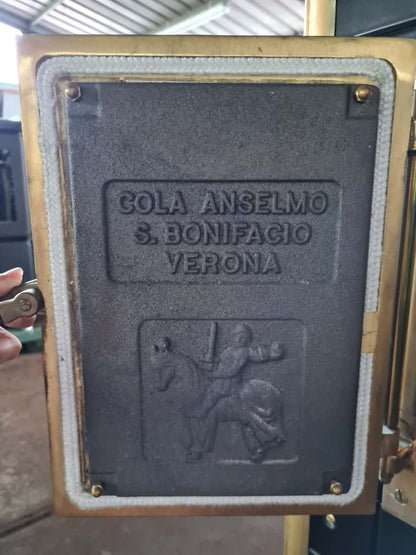 COLA ANSELMO
S. BONIFACIO
VERONA